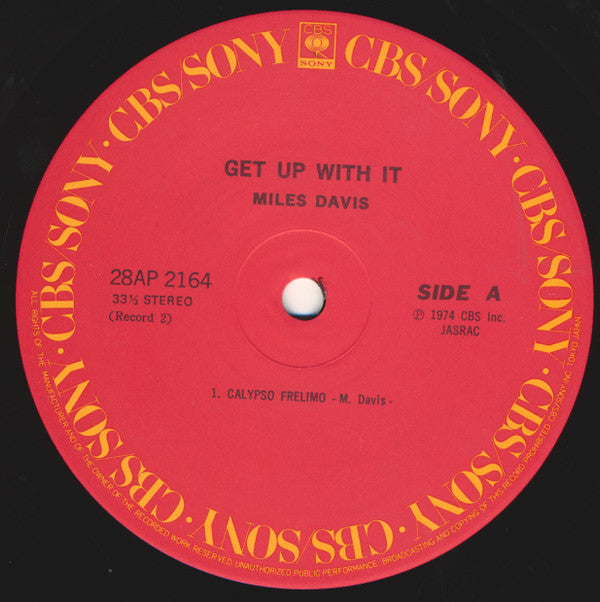 CBS
SONY
CBS/SONY · CBS/SONY · CBS/SONY · CBS/SONY · CBS/SONY · CBS/SONY · CBS SONY · CBS/SONY
GET UP WITH IT
MILES DAVIS
28AP 2164
33⅓ STEREO
(Record 2)
SIDE A
℗ 1974 CBS Inc.
JASRAC
1. CALYPSO FRELIMO - M. Davis -
ALL RIGHTS OF THE MANUFACTURER AND OF THE OWNER OF THE RECORDED WORK RESERVED. UNAUTHORIZED PUBLIC PERFORMANCE. BROADCASTING AND COPYING OF THIS RECORD PROHIBITED. CBS/SONY INC. TOKYO JAPAN